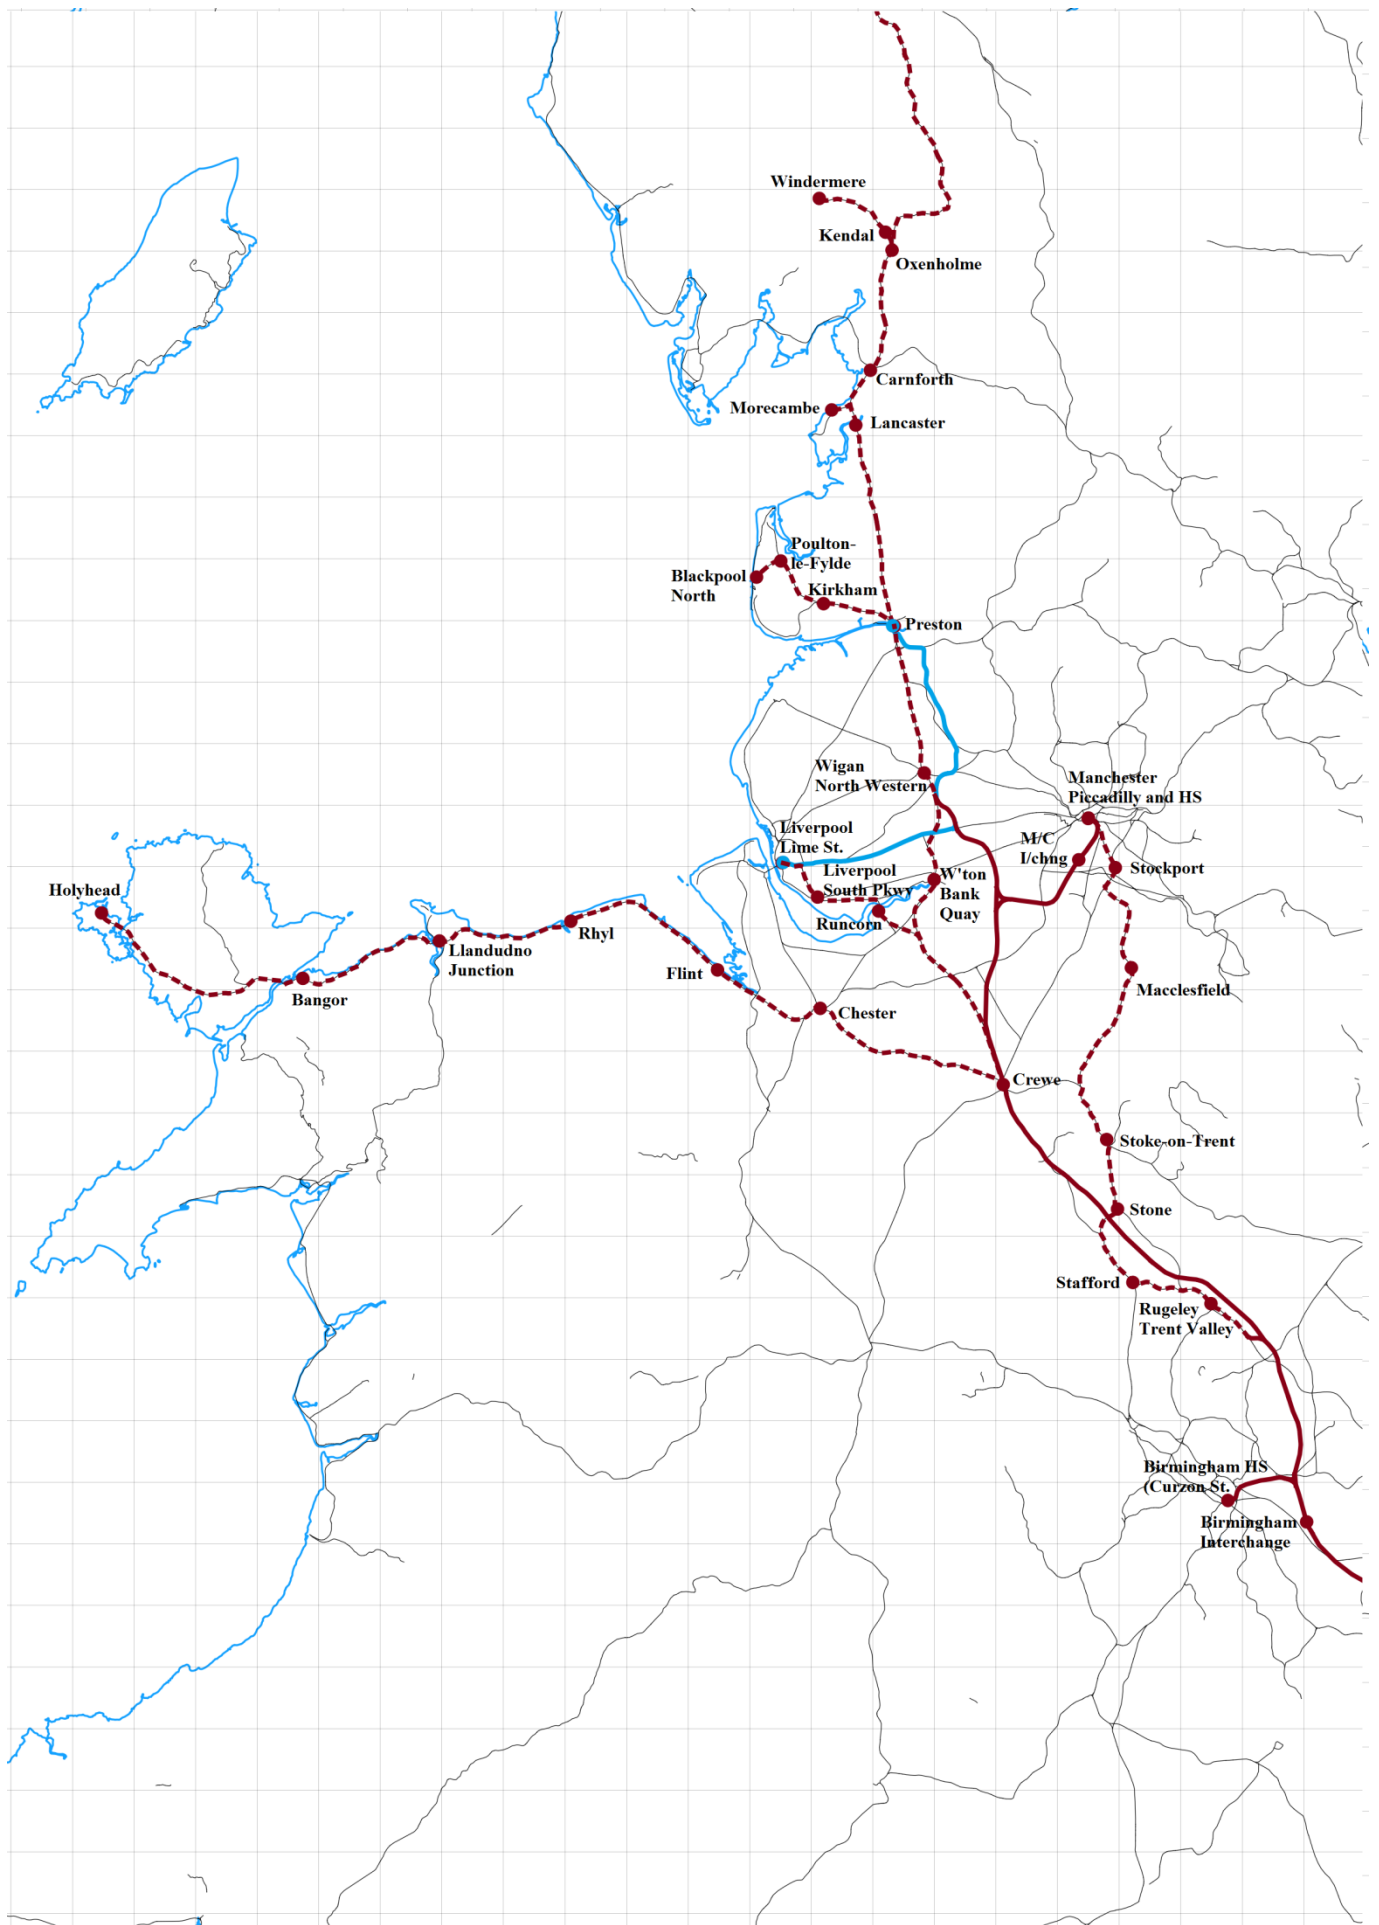 Windermere
Kendal
Oxenholme
Carnforth
Morecambe
Lancaster
Poulton-
le-Fylde
Blackpool
North
Kirkham
Preston
Wigan
North Western
Manchester
Piccadilly and HS
Liverpool
Lime St.
M/C
I/chng
Stockport
Liverpool
South Pkwy
W'ton
Bank
Quay
Holyhead
Runcorn
Rhyl
Llandudno
Junction
Flint
Macclesfield
Bangor
Chester
Crewe
Stoke-on-Trent
Stone
Stafford
Rugeley
Trent Valley
Birmingham HS
(Curzon St.
Birmingham
Interchange